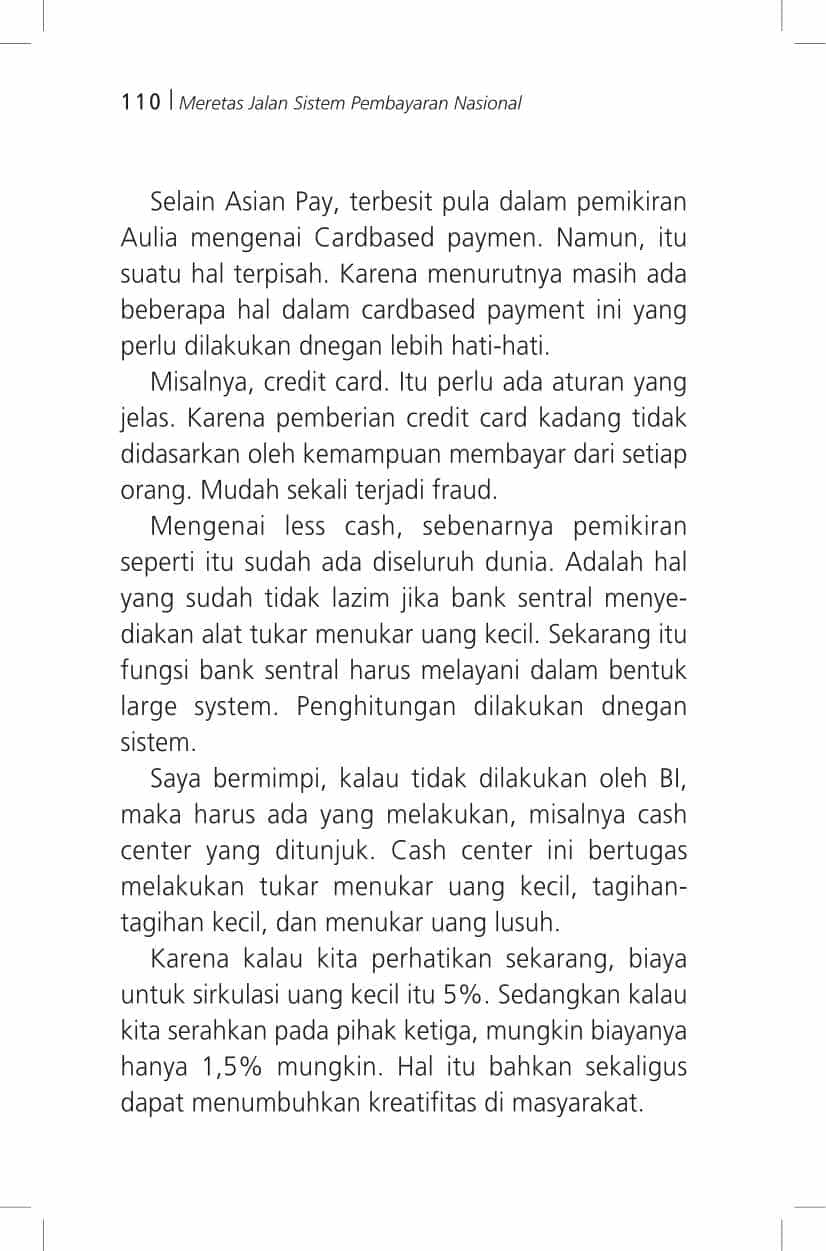 110 | Meretas Jalan Sistem Pembayaran Nasional
Selain Asian Pay, terbesit pula dalam pemikiran
Aulia mengenai Cardbased paymen. Namun, itu
suatu hal terpisah. Karena menurutnya masih ada
beberapa hal dalam cardbased payment ini yang
perlu dilakukan dnegan lebih hati-hati.
Misalnya, credit card. Itu perlu ada aturan yang
jelas. Karena pemberian credit card kadang tidak
didasarkan oleh kemampuan membayar dari setiap
orang. Mudah sekali terjadi fraud.
Mengenai less cash, sebenarnya pemikiran
seperti itu sudah ada diseluruh dunia. Adalah hal
yang sudah tidak lazim jika bank sentral menye-
diakan alat tukar menukar uang kecil. Sekarang itu
fungsi bank sentral harus melayani dalam bentuk
large system. Penghitungan dilakukan dnegan
sistem.
Saya bermimpi, kalau tidak dilakukan oleh BI,
maka harus ada yang melakukan, misalnya cash
center yang ditunjuk. Cash center ini bertugas
melakukan tukar menukar uang kecil, tagihan-
tagihan kecil, dan menukar uang lusuh.
Karena kalau kita perhatikan sekarang, biaya
untuk sirkulasi uang kecil itu 5%. Sedangkan kalau
kita serahkan pada pihak ketiga, mungkin biayanya
hanya 1,5% mungkin. Hal itu bahkan sekaligus
dapat menumbuhkan kreatifitas di masyarakat.